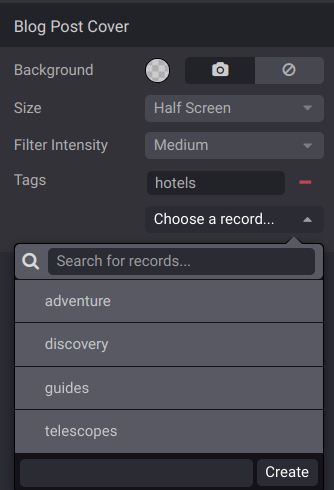 Blog Post Cover
Background
Size Half Screen
Filter Intensity Medium
Tags hotels
Choose a record...
Search for records...
adventure
discovery
guides
telescopes
Create